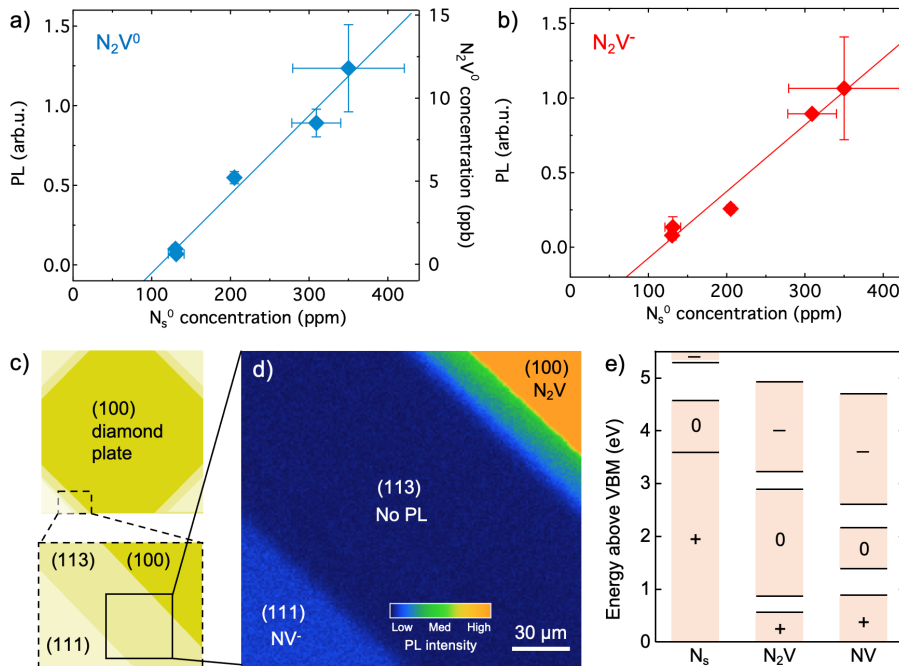 a)
N₂V⁰
1.5
1.0
0.5
0.0
PL (arb.u.)
15
10
5
0
N₂V⁰ concentration (ppb)
0
100
200
300
400
Nₛ⁰ concentration (ppm)
b)
N₂V⁻
1.5
1.0
0.5
0.0
PL (arb.u.)
0
100
200
300
400
Nₛ⁰ concentration (ppm)
c)
(100)
diamond
plate
(113)
(100)
(111)
d)
(100)
N₂V
(113)
No PL
(111)
NV⁻
Low Med High
PL intensity
30 µm
e)
Energy above VBM (eV)
5
4
3
2
1
0
–
0
+
–
0
+
–
0
+
Nₛ
N₂V
NV